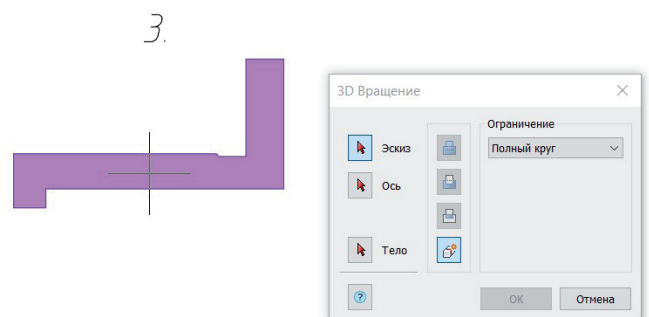 3.
3D Вращение
Ограничение
Эскиз
Полный круг
Ось
Тело
?
ОК
Отмена